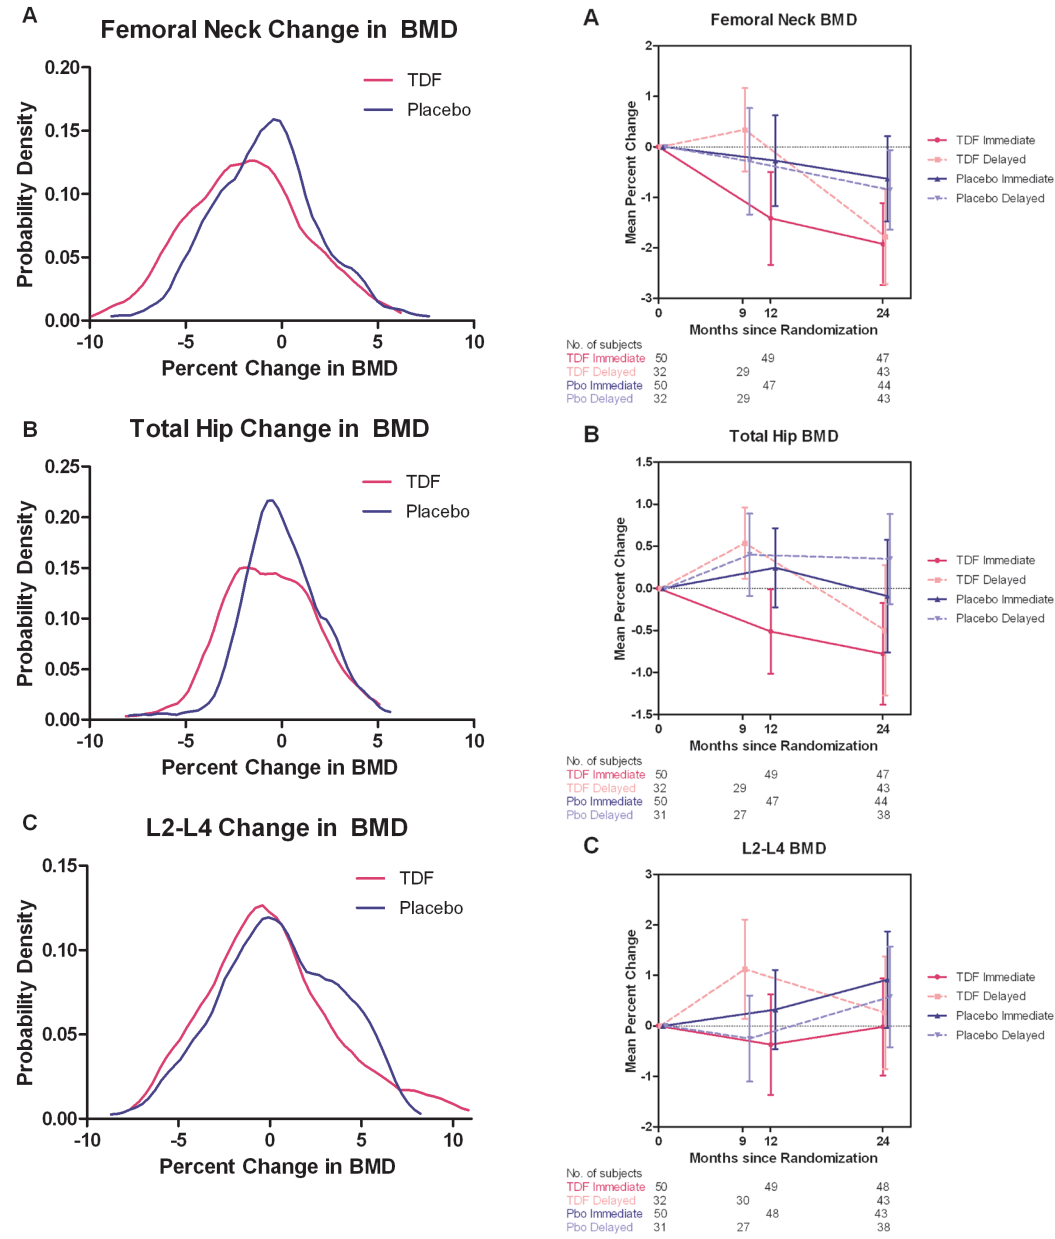 A
Femoral Neck Change in BMD
TDF
Placebo
0.20
0.15
0.10
0.05
0.00
Probability Density
-10 -5 0 5 10
Percent Change in BMD
B
Total Hip Change in BMD
TDF
Placebo
0.25
0.20
0.15
0.10
0.05
0.00
Probability Density
-10 -5 0 5 10
Percent Change in BMD
C
L2-L4 Change in BMD
TDF
Placebo
0.15
0.10
0.05
0.00
Probability Density
-10 -5 0 5 10
Percent Change in BMD
A
Femoral Neck BMD
2
1
0
-1
-2
-3
Mean Percent Change
TDF Immediate
TDF Delayed
Placebo Immediate
Placebo Delayed
0 9 12 24
Months since Randomization
No. of subjects
TDF Immediate 50 49 47
TDF Delayed 32 29 43
Pbo Immediate 50 47 44
Pbo Delayed 32 29 43
B
Total Hip BMD
1.5
1.0
0.5
0.0
-0.5
-1.0
-1.5
Mean Percent Change
TDF Immediate
TDF Delayed
Placebo Immediate
Placebo Delayed
0 9 12 24
Months since Randomization
No. of subjects
TDF Immediate 50 49 47
TDF Delayed 32 29 43
Pbo Immediate 50 47 44
Pbo Delayed 31 27 38
C
L2-L4 BMD
3
2
1
0
-1
-2
Mean Percent Change
TDF Immediate
TDF Delayed
Placebo Immediate
Placebo Delayed
0 9 12 24
Months since Randomization
No. of subjects
TDF Immediate 50 49 48
TDF Delayed 32 30 43
Pbo Immediate 50 48 43
Pbo Delayed 31 27 38